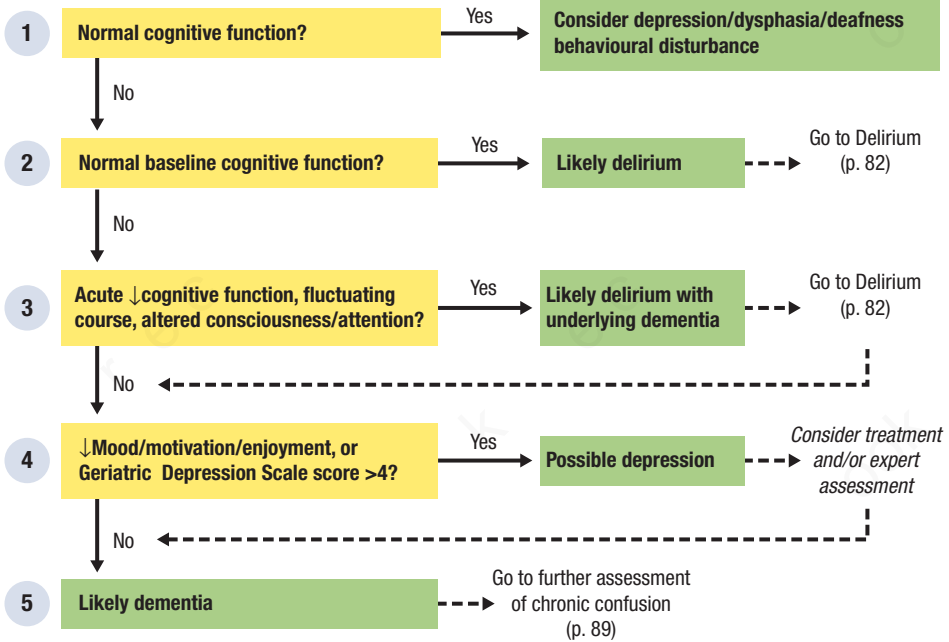 1
Normal cognitive function?
Yes
Consider depression/dysphasia/deafness
behavioural disturbance
No
2
Normal baseline cognitive function?
Yes
Likely delirium
Go to Delirium
(p. 82)
No
3
Acute ↓cognitive function, fluctuating
course, altered consciousness/attention?
Yes
Likely delirium with
underlying dementia
Go to Delirium
(p. 82)
No
4
↓Mood/motivation/enjoyment, or
Geriatric Depression Scale score >4?
Yes
Possible depression
Consider treatment
and/or expert
assessment
No
5
Likely dementia
Go to further assessment
of chronic confusion
(p. 89)